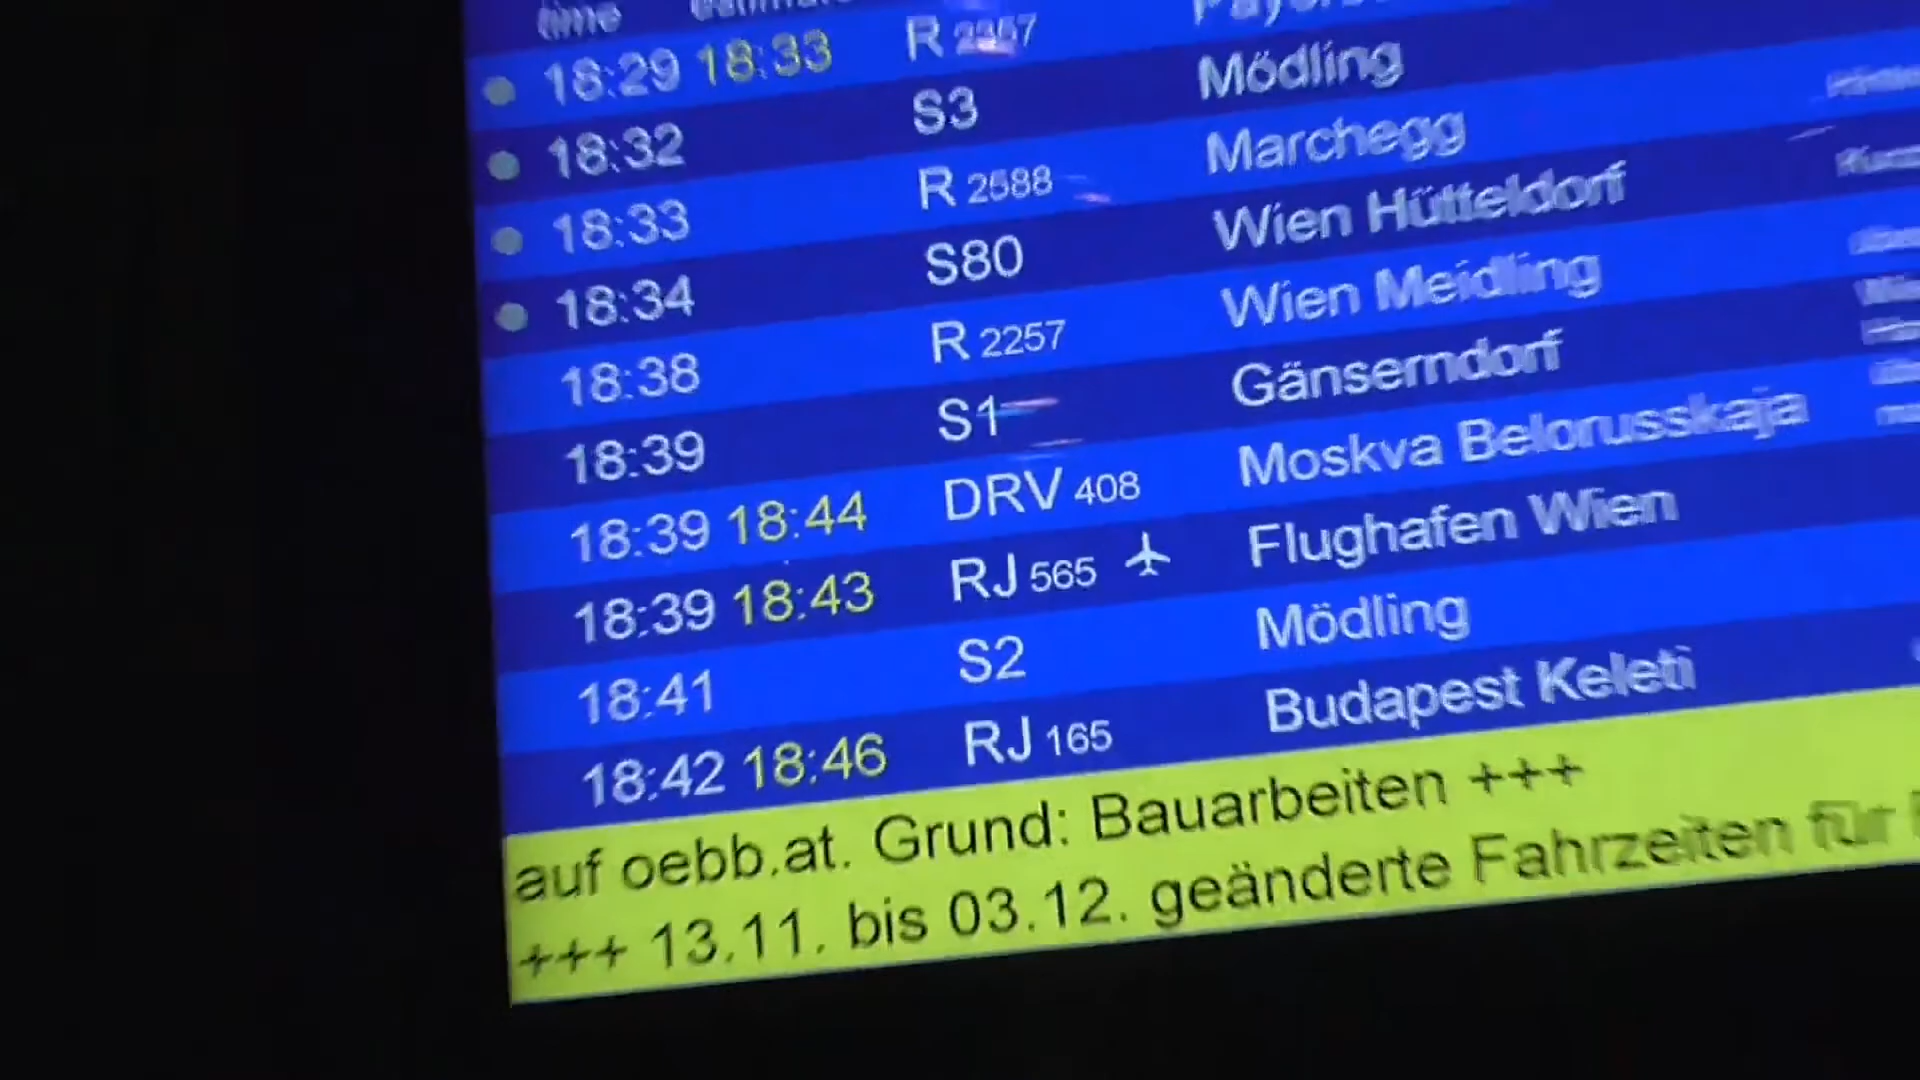 time
18:29 18:33 R
18:32 S3 Mödling
18:33 R 2588 Marchegg
18:34 S80 Wien Hütteldorf
18:38 R 2257 Wien Meidling
18:39 S1 Gänserndorf
18:39 18:44 DRV 408 Moskva Belorusskaja
18:39 18:43 RJ 565 Flughafen Wien
18:41 S2 Mödling
18:42 18:46 RJ 165 Budapest Keleti
auf oebb.at. Grund: Bauarbeiten +++
+++ 13.11. bis 03.12. geänderte Fahrzeiten für